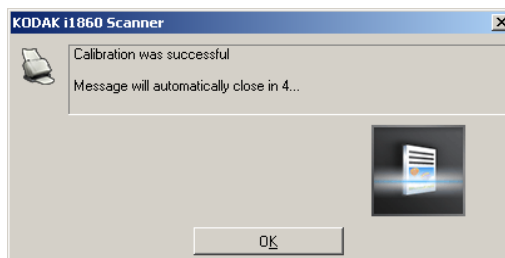 KODAK i1860 Scanner
Calibration was successful
Message will automatically close in 4...
OK